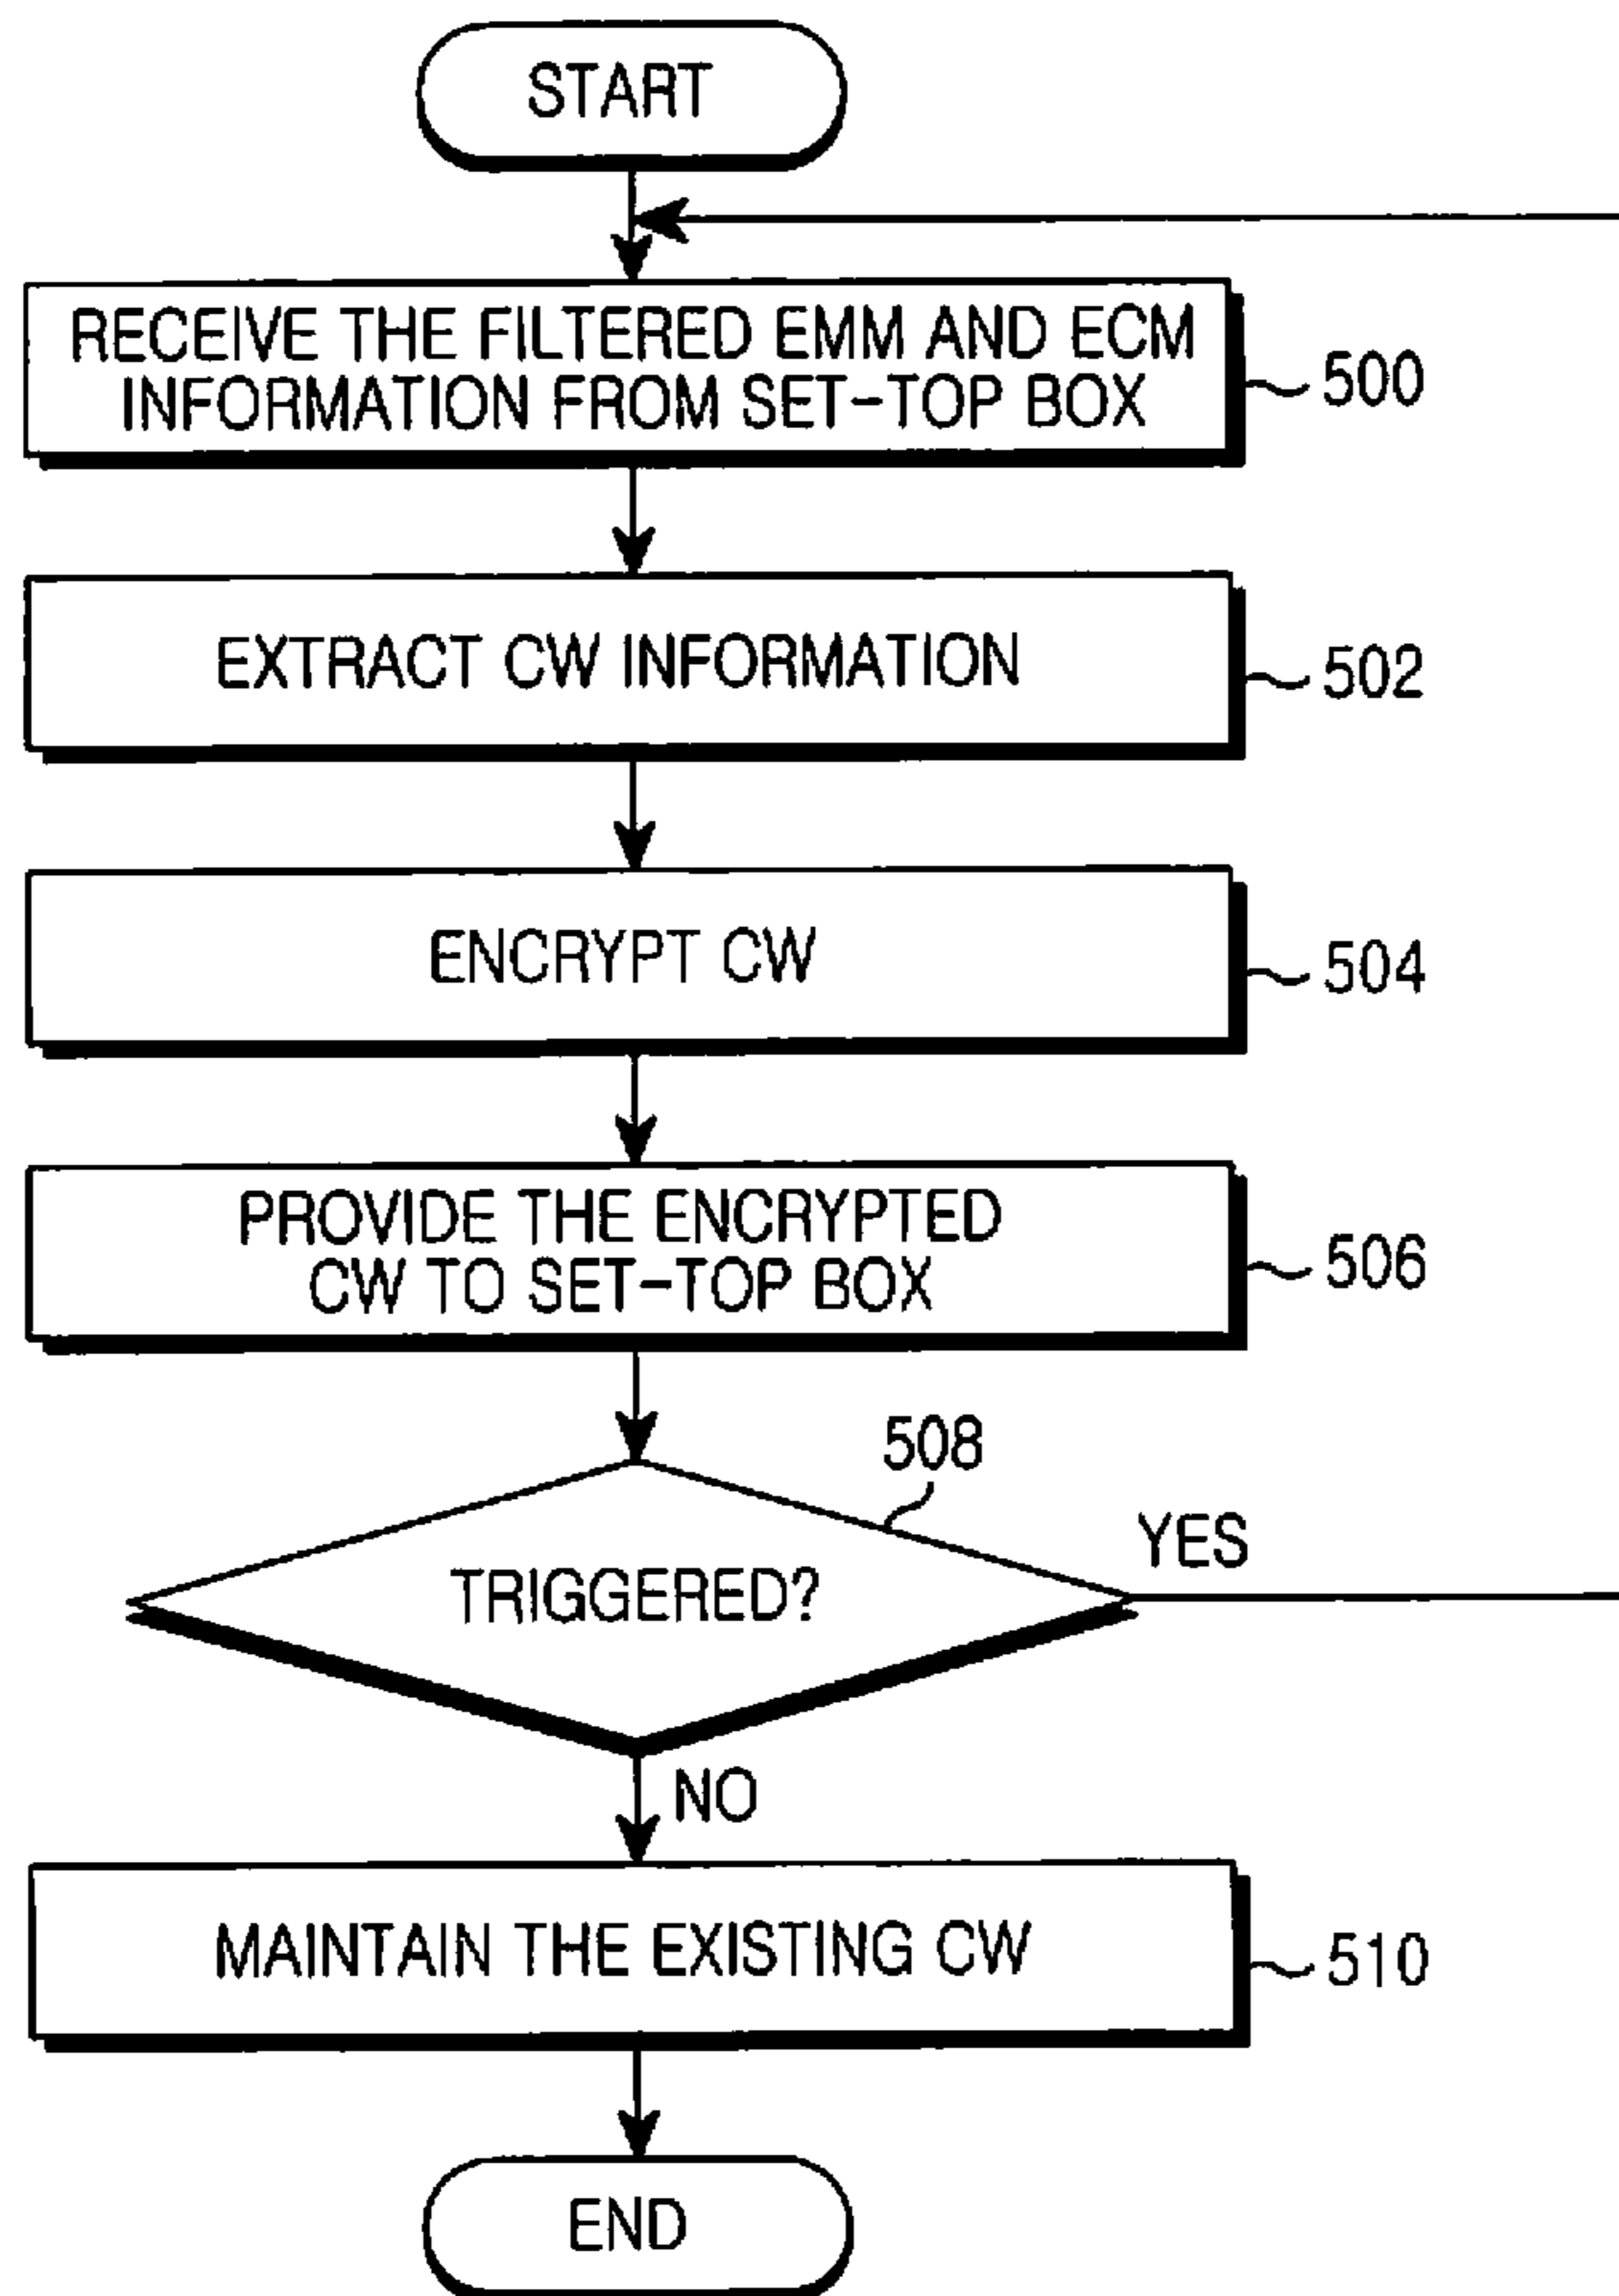 START
RECEIVE THE FILTERED EMM AND ECM
INFORMATION FROM SET-TOP BOX
500
EXTRACT CW INFORMATION
502
ENCRYPT CW
504
PROVIDE THE ENCRYPTED
CW TO SET-TOP BOX
506
508
TRIGGERED?
YES
NO
MAINTAIN THE EXISTING CW
510
END